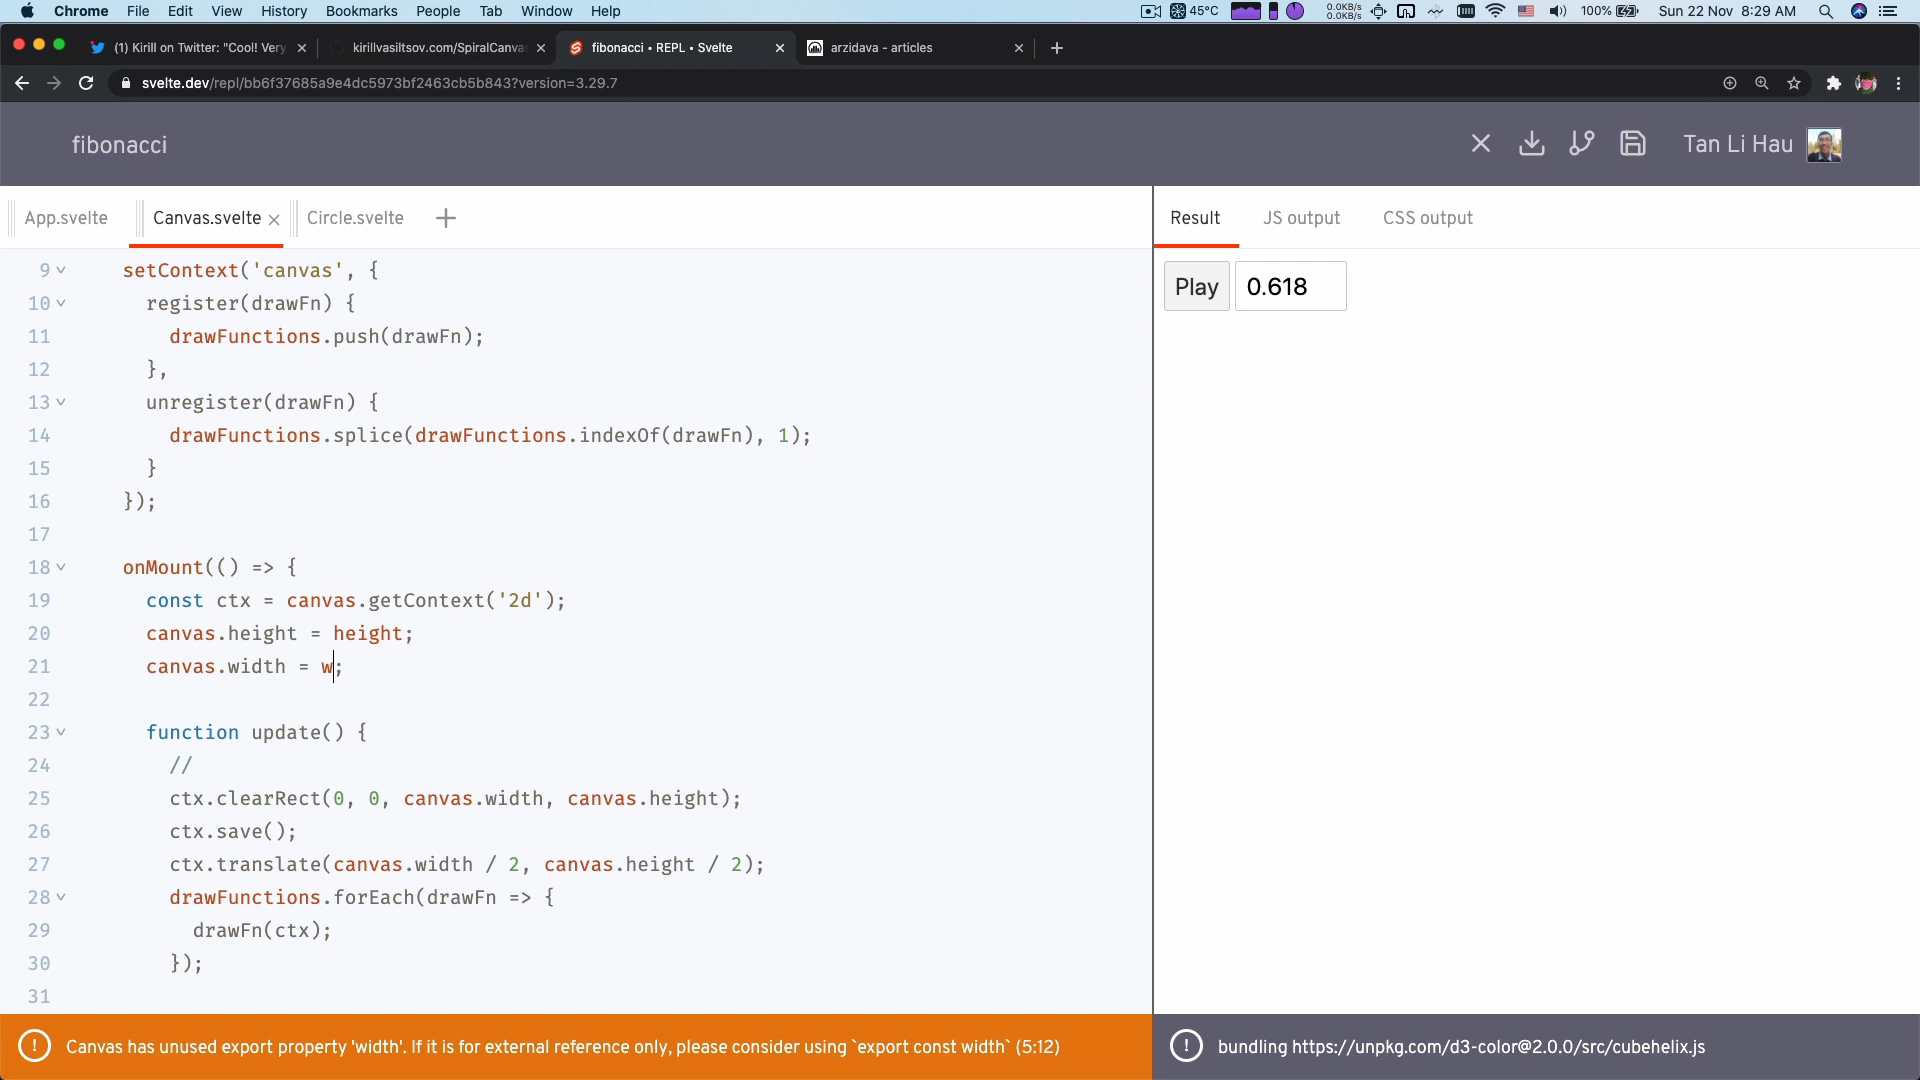 Chrome File Edit View History Bookmarks People Tab Window Help
45°C 0.0KB/s 0.0KB/s 100% Sun 22 Nov 8:29 AM
(1) Kirill on Twitter: "Cool! Very
kirillvasiltsov.com/SpiralCanva
fibonacci • REPL • Svelte
arzidava - articles
svelte.dev/repl/bb6f37685a9e4dc5973bf2463cb5b843?version=3.29.7
fibonacci
Tan Li Hau
App.svelte Canvas.svelte Circle.svelte
9 setContext('canvas', {
10 register(drawFn) {
11 drawFunctions.push(drawFn);
12 },
13 unregister(drawFn) {
14 drawFunctions.splice(drawFunctions.indexOf(drawFn), 1);
15 }
16 });
17
18 onMount(() => {
19 const ctx = canvas.getContext('2d');
20 canvas.height = height;
21 canvas.width = w;
22
23 function update() {
24 //
25 ctx.clearRect(0, 0, canvas.width, canvas.height);
26 ctx.save();
27 ctx.translate(canvas.width / 2, canvas.height / 2);
28 drawFunctions.forEach(drawFn => {
29 drawFn(ctx);
30 });
31
Canvas has unused export property 'width'. If it is for external reference only, please consider using `export const width` (5:12)
Result JS output CSS output
Play 0.618
bundling https://unpkg.com/d3-color@2.0.0/src/cubehelix.js